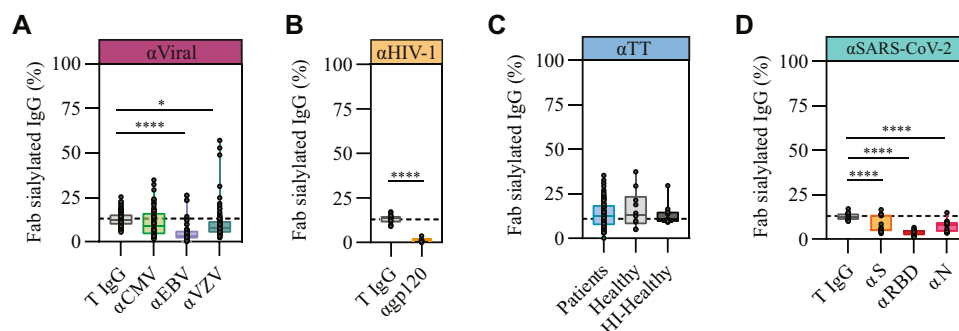 A
αViral
Fab sialylated IgG (%)
100
75
50
25
0
*
****
T IgG
αCMV
αEBV
αVZV
B
αHIV-1
Fab sialylated IgG (%)
100
75
50
25
0
****
T IgG
αgp120
C
αTT
Fab sialylated IgG (%)
100
75
50
25
0
Patients
Healthy
HI-Healthy
D
αSARS-CoV-2
Fab sialylated IgG (%)
100
75
50
25
0
****
****
****
T IgG
αS
αRBD
αN